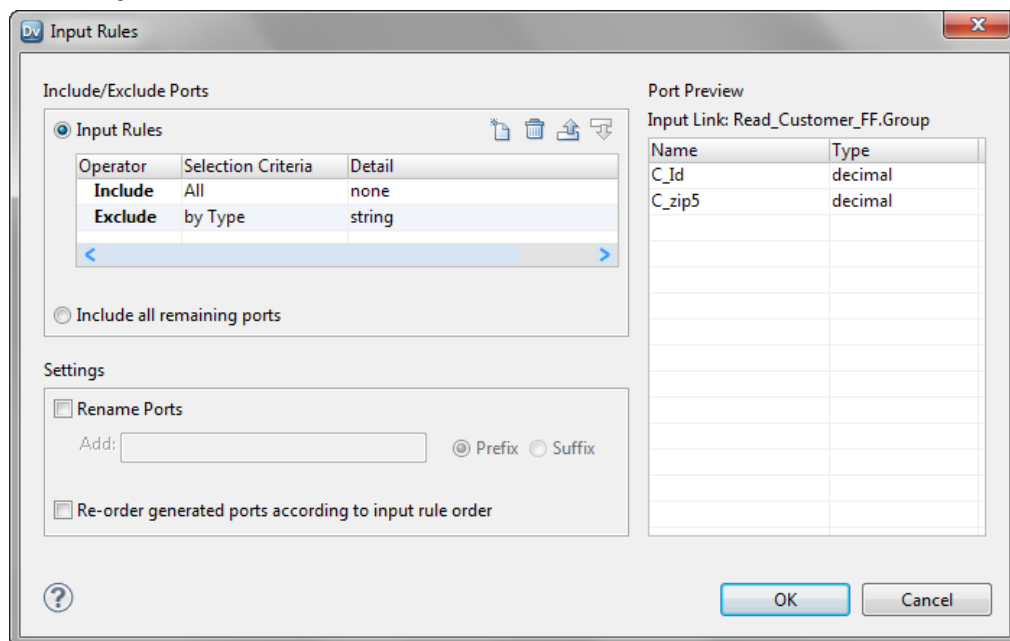 Dv Input Rules
Include/Exclude Ports
Input Rules
Operator Selection Criteria Detail
Include All none
Exclude by Type string
Include all remaining ports
Settings
Rename Ports
Add: Prefix Suffix
Re-order generated ports according to input rule order
Port Preview
Input Link: Read_Customer_FF.Group
Name Type
C_Id decimal
C_zip5 decimal
?
OK Cancel